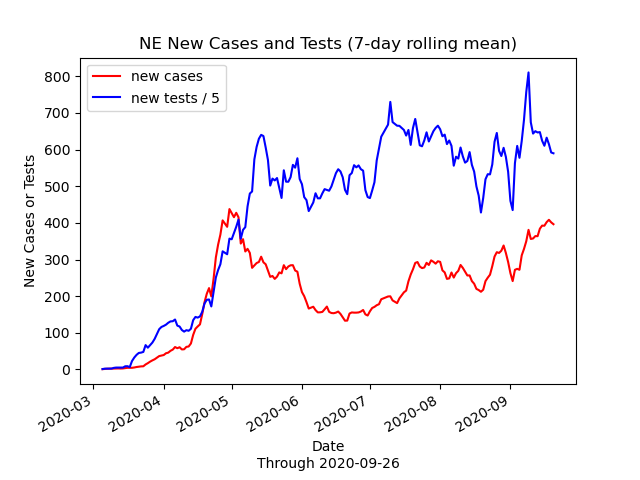 NE New Cases and Tests (7-day rolling mean)
new cases
new tests / 5
New Cases or Tests
800
700
600
500
400
300
200
100
0
2020-03
2020-04
2020-05
2020-06
2020-07
2020-08
2020-09
Date
Through 2020-09-26